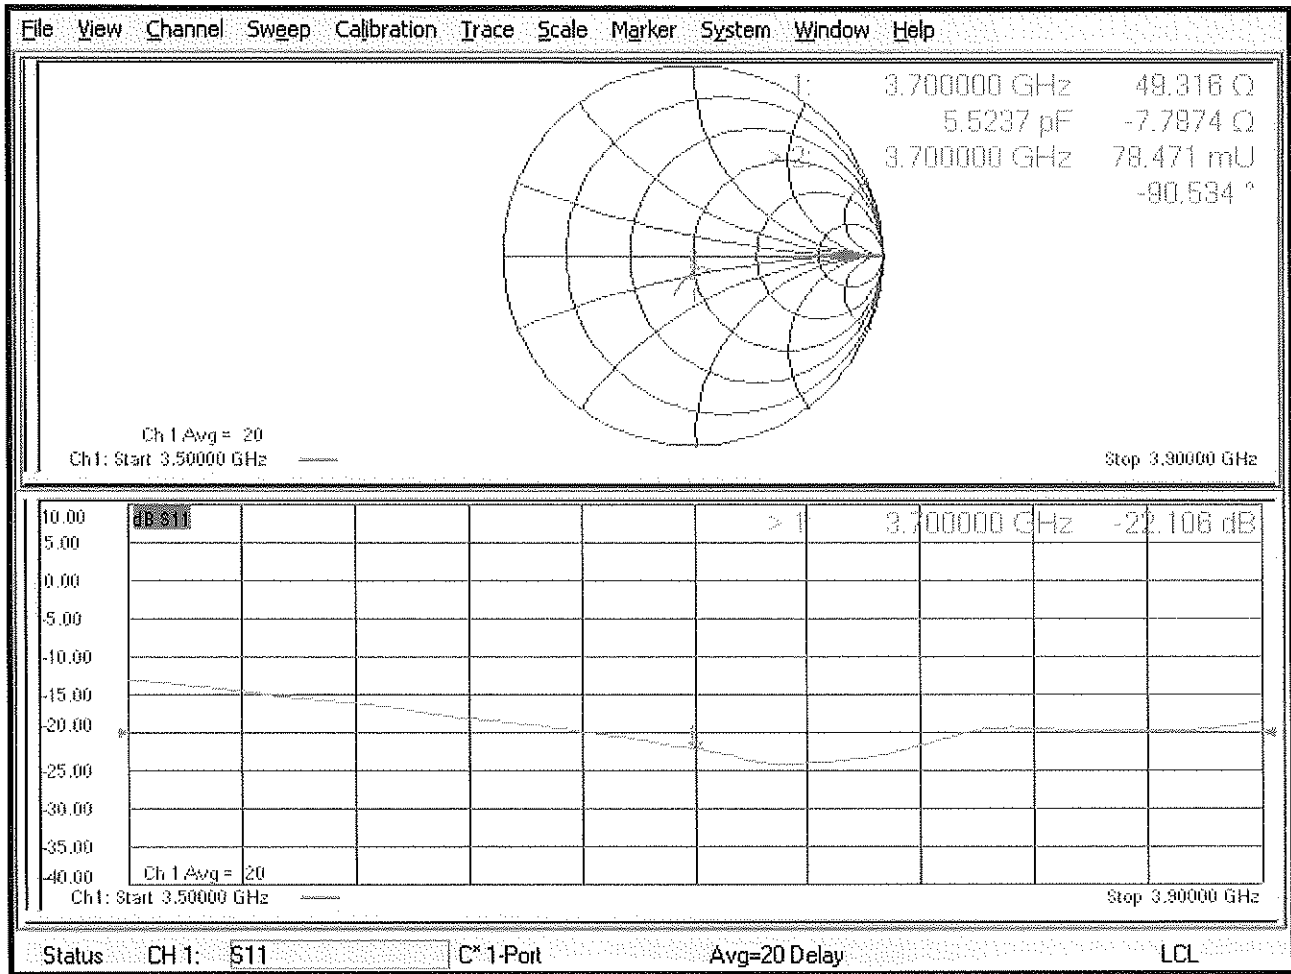 File View Channel Sweep Calibration Trace Scale Marker System Window Help
1: 3.700000 GHz 49.316 Ω
5.5237 pF -7.7874 Ω
> 2: 3.700000 GHz 78.471 mU
-90.534 °
Ch 1 Avg = 20
Ch1: Start 3.50000 GHz
Stop 3.90000 GHz
10.00
dB S11
> 1 3.700000 GHz -22.106 dB
5.00
0.00
-5.00
-10.00
-15.00
-20.00
-25.00
-30.00
-35.00
-40.00
Ch 1 Avg = 20
Ch1: Start 3.50000 GHz
Stop 3.90000 GHz
Status CH 1: S11 C* 1-Port Avg=20 Delay LCL